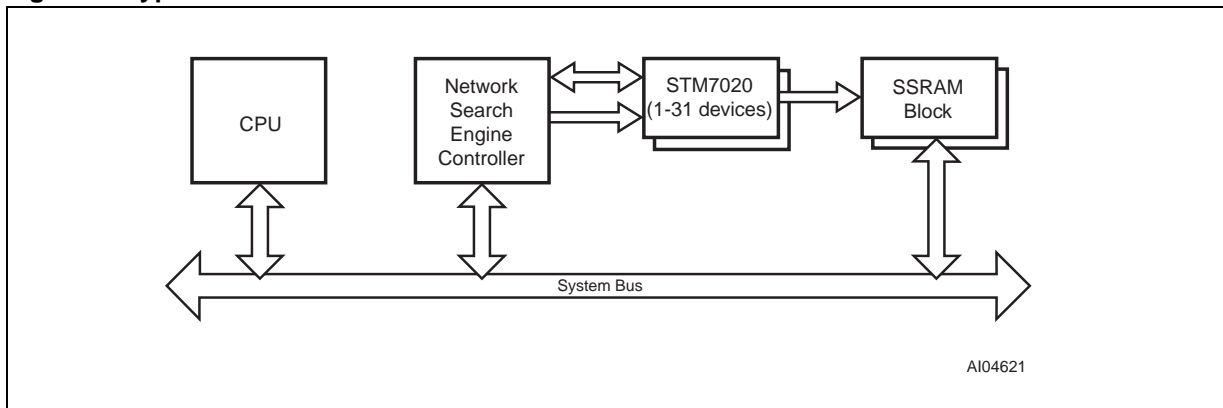 CPU
Network
Search
Engine
Controller
STM7020
(1-31 devices)
SSRAM
Block
System Bus
AI04621